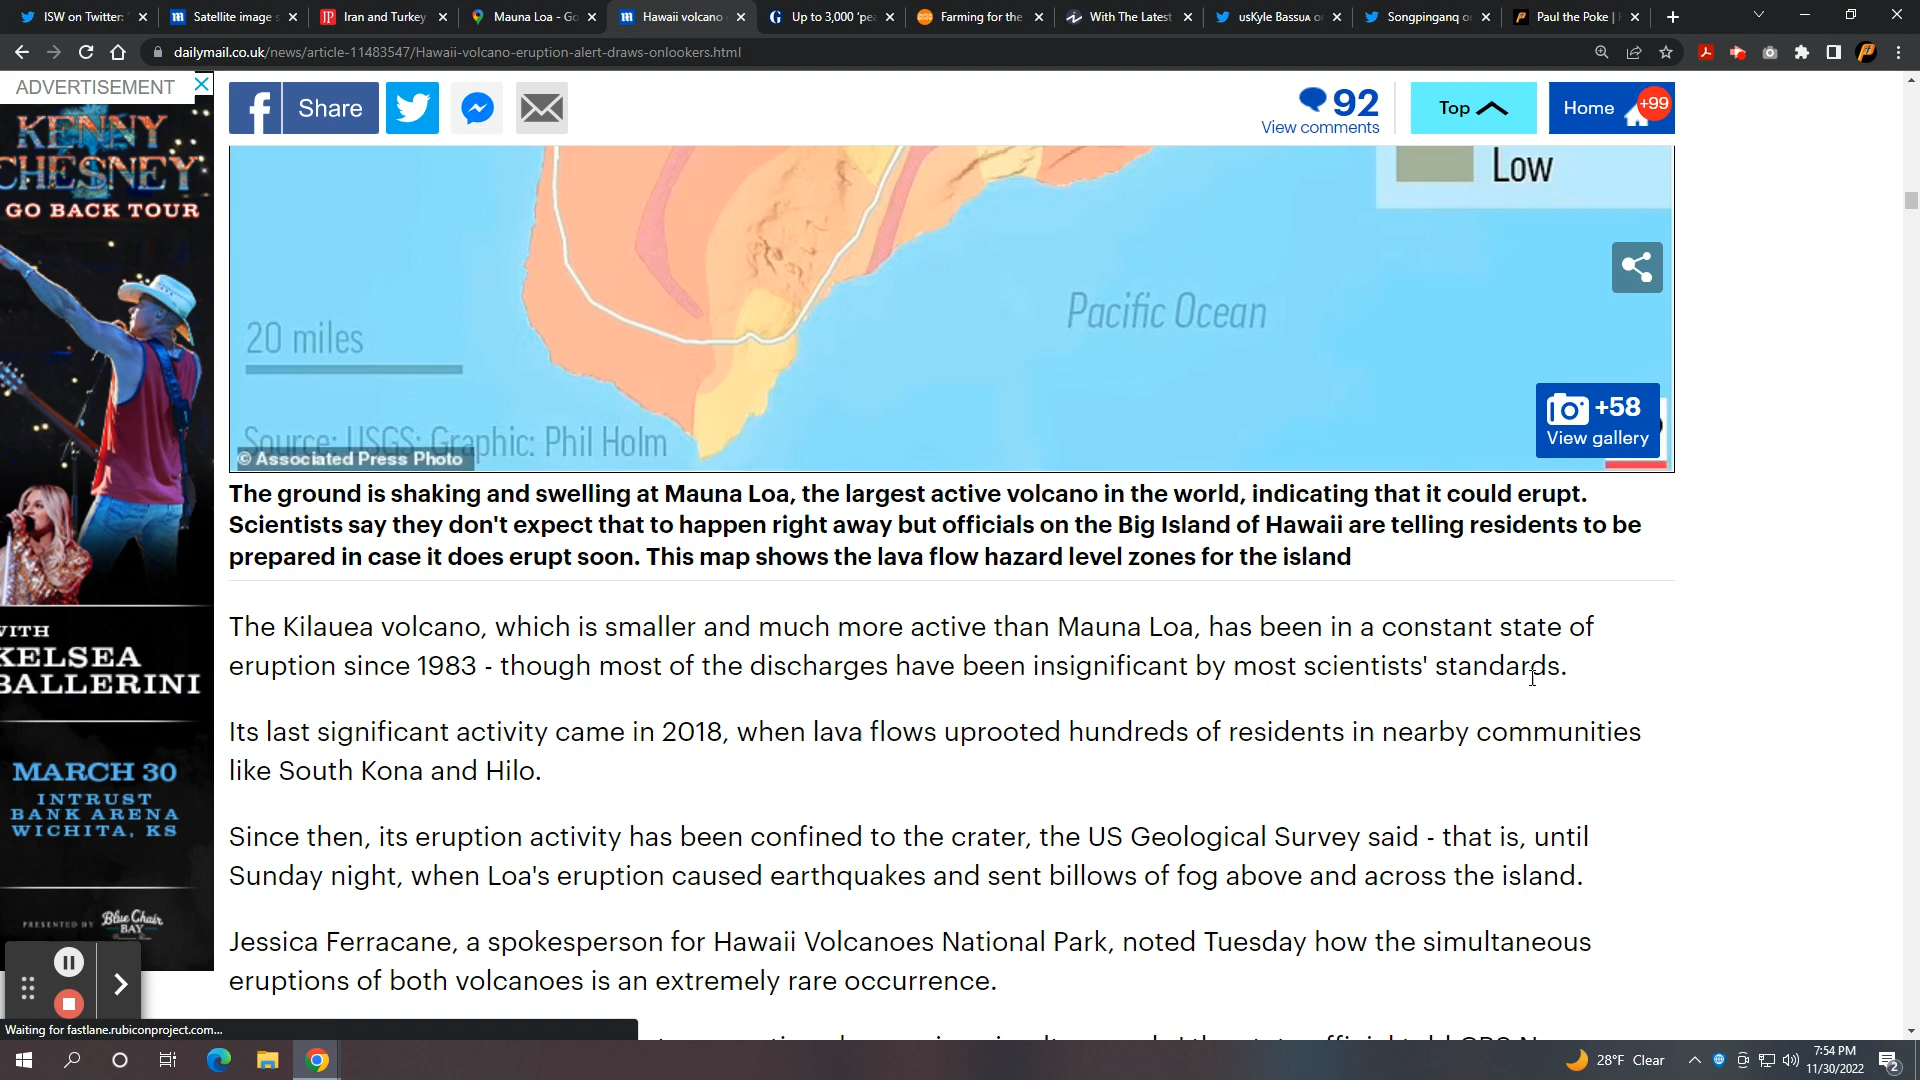 ISW on Twitter:
Satellite image s
Iran and Turkey
Mauna Loa - Go
Hawaii volcano
Up to 3,000 'pea
Farming for the
With The Latest
usKyle Bassua o
Songpinganq o
Paul the Poke |
dailymail.co.uk/news/article-11483547/Hawaii-volcano-eruption-alert-draws-onlookers.html
ADVERTISEMENT
KENNY
CHESNEY
GO BACK TOUR
WITH
KELSEA
BALLERINI
MARCH 30
INTRUST
BANK ARENA
WICHITA, KS
PRESENTED BY Blue Chair
BAY
Share
92
View comments
Top
Home +99
Low
Pacific Ocean
20 miles
Source: USGS; Graphic: Phil Holm
© Associated Press Photo
+58
View gallery
The ground is shaking and swelling at Mauna Loa, the largest active volcano in the world, indicating that it could erupt.
Scientists say they don't expect that to happen right away but officials on the Big Island of Hawaii are telling residents to be
prepared in case it does erupt soon. This map shows the lava flow hazard level zones for the island
The Kilauea volcano, which is smaller and much more active than Mauna Loa, has been in a constant state of
eruption since 1983 - though most of the discharges have been insignificant by most scientists' standards.
Its last significant activity came in 2018, when lava flows uprooted hundreds of residents in nearby communities
like South Kona and Hilo.
Since then, its eruption activity has been confined to the crater, the US Geological Survey said - that is, until
Sunday night, when Loa's eruption caused earthquakes and sent billows of fog above and across the island.
Jessica Ferracane, a spokesperson for Hawaii Volcanoes National Park, noted Tuesday how the simultaneous
eruptions of both volcanoes is an extremely rare occurrence.
Waiting for fastlane.rubiconproject.com...
28°F Clear
7:54 PM
11/30/2022
2